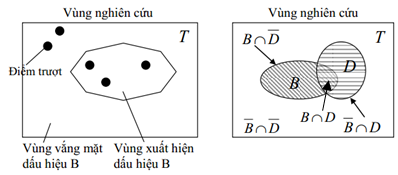 Vùng nghiên cứu
T
Điểm trượt
Vùng vắng mặt
dấu hiệu B
Vùng xuất hiện
dấu hiệu B
Vùng nghiên cứu
B∩D̅
T
B
D
B̅∩D̅
B∩D
B̅∩D